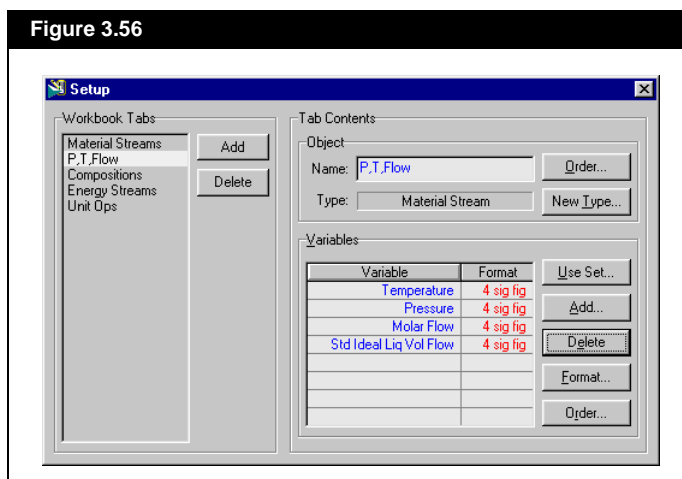 Figure 3.56
Setup
Workbook Tabs
Material Streams
P,T,Flow
Compositions
Energy Streams
Unit Ops
Add
Delete
Tab Contents
Object
Name: P,T,Flow
Order...
Type: Material Stream
New Type...
Variables
Variable Format
Temperature 4 sig fig
Pressure 4 sig fig
Molar Flow 4 sig fig
Std Ideal Liq Vol Flow 4 sig fig
Use Set...
Add...
Delete
Format...
Order...